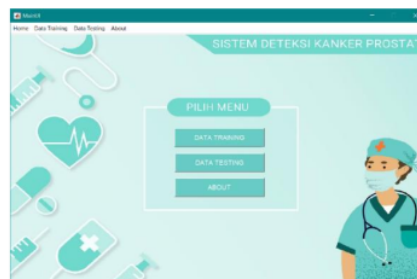 Home Data Training Data Testing About
SISTEM DETEKSI KANKER PROSTAT
PILIH MENU
DATA TRAINING
DATA TESTING
ABOUT